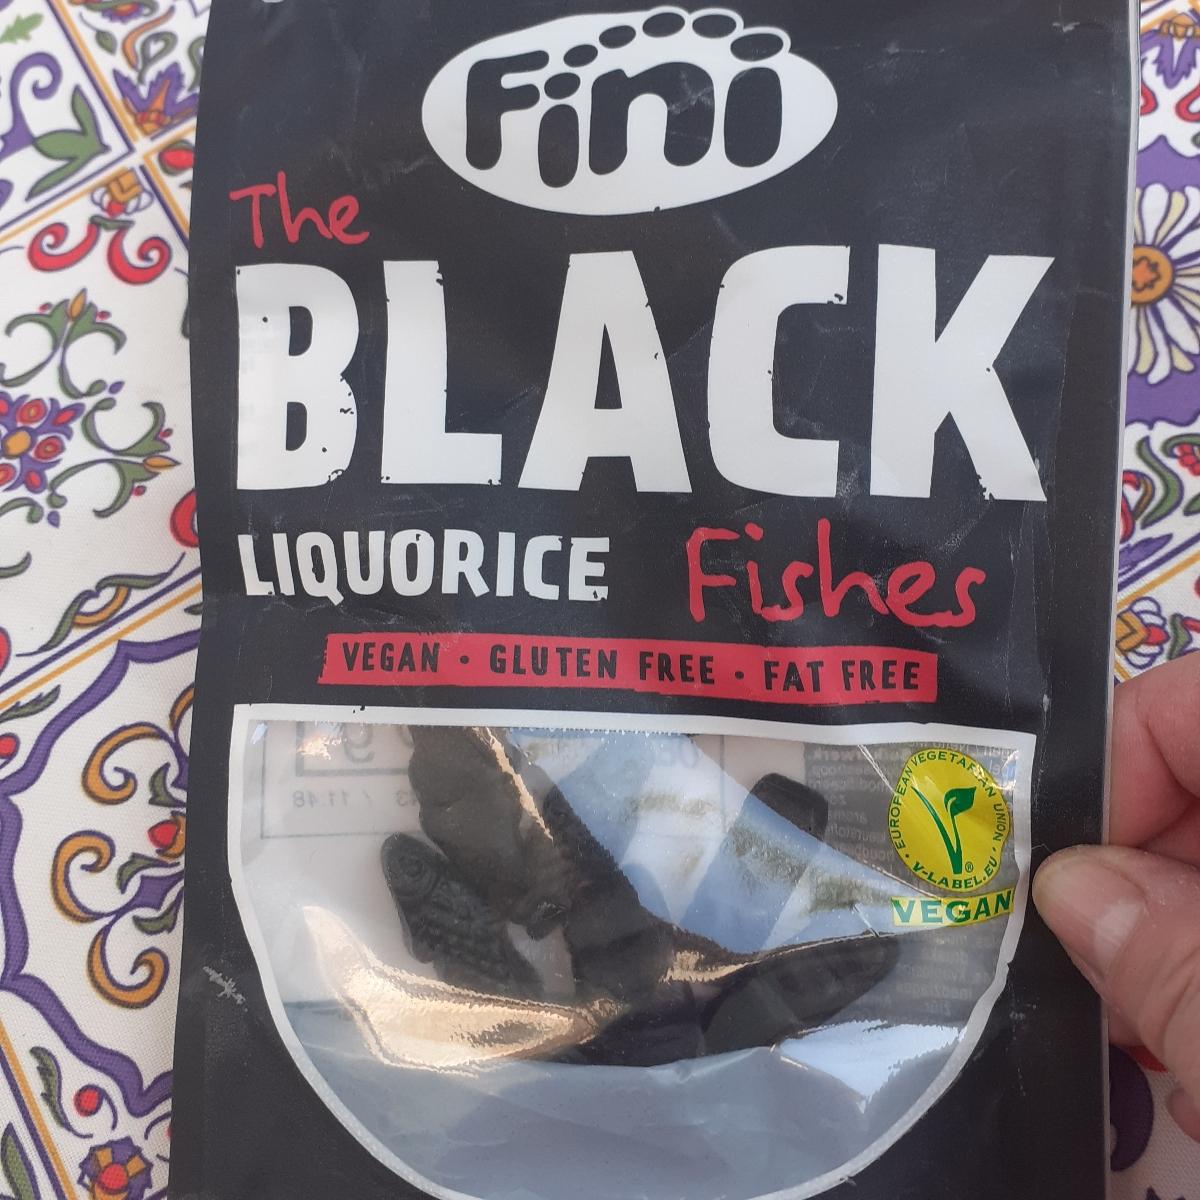 Fini
The
BLACK
LIQUORICE Fishes
VEGAN · GLUTEN FREE · FAT FREE
· EUROPEAN VEGETARIAN UNION ·
®
V-LABEL.EU
VEGAN